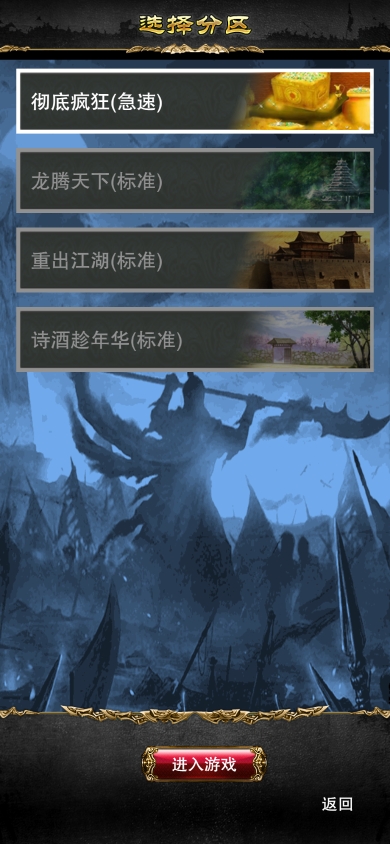 选择分区
彻底疯狂(急速)
龙腾天下(标准)
重出江湖(标准)
诗酒趁年华(标准)
进入游戏
返回